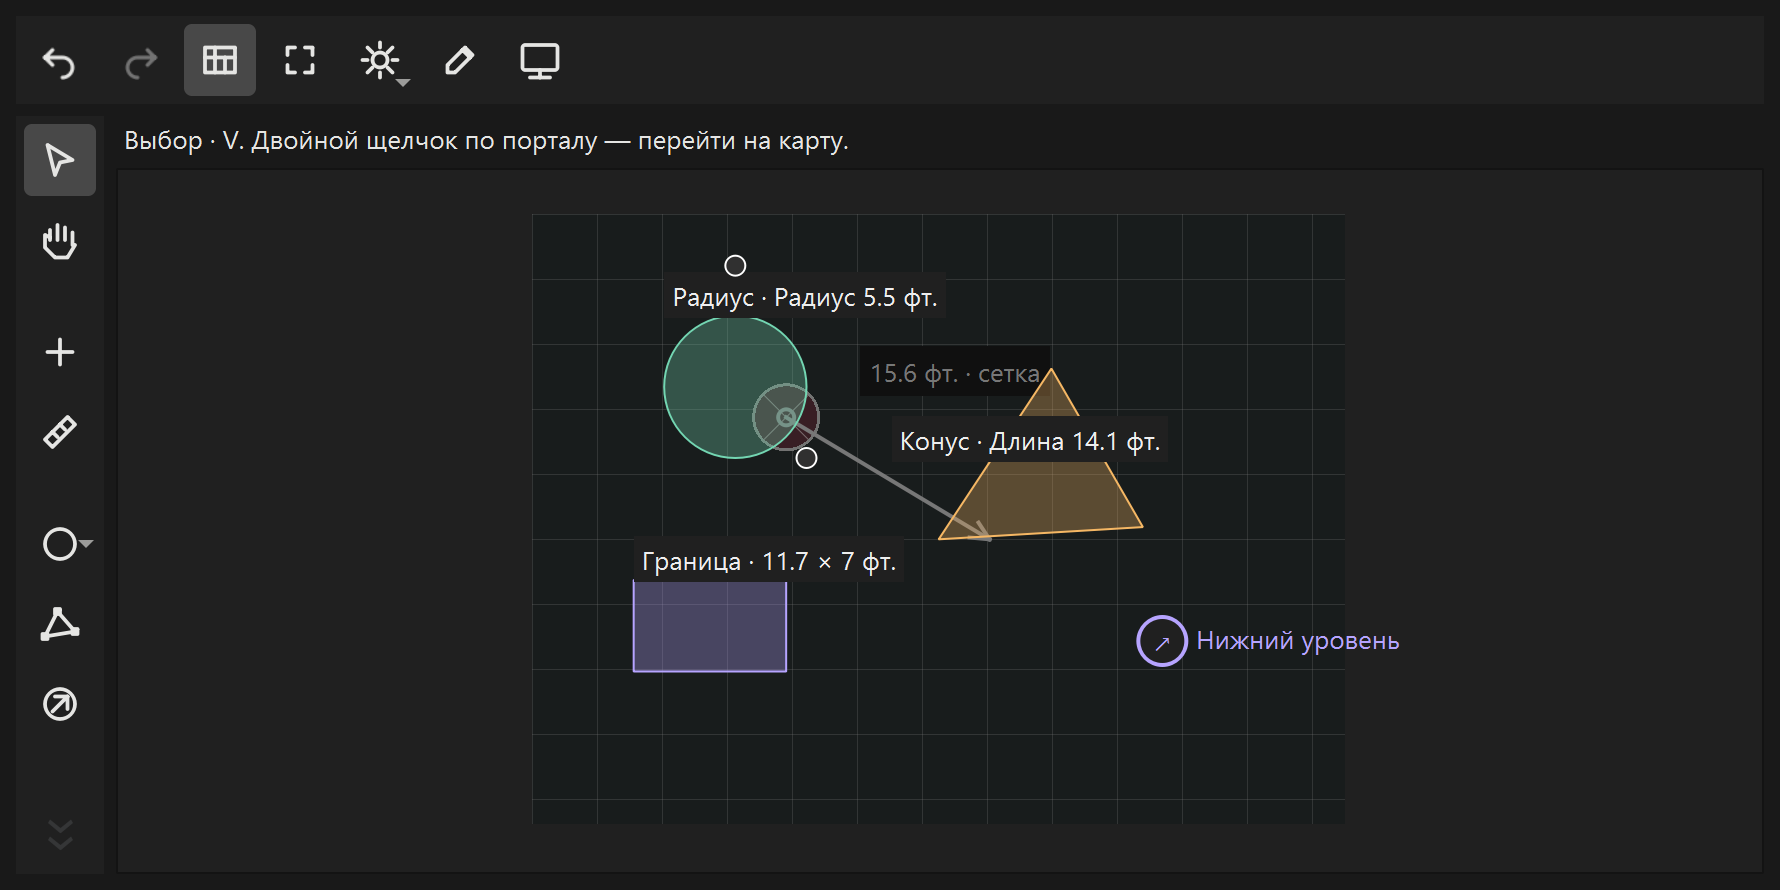 Выбор · V. Двойной щелчок по порталу — перейти на карту.
Радиус · Радиус 5.5 фт.
15.6 фт. · сетка
Конус · Длина 14.1 фт.
Граница · 11.7 × 7 фт.
Нижний уровень